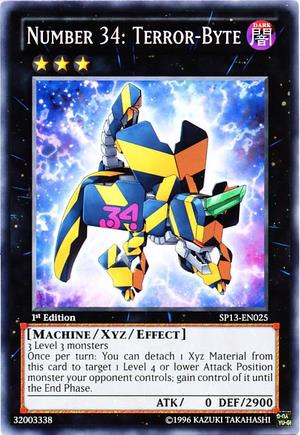 NUMBER 34: TERROR-BYTE
DARK
闇
34
1st Edition
SP13-EN025
[MACHINE/XYZ/EFFECT]
3 Level 3 monsters
Once per turn: You can detach 1 Xyz Material from
this card to target 1 Level 4 or lower Attack Position
monster your opponent controls; gain control of it until
the End Phase.
ATK/ 0 DEF/2900
32003338
©1996 KAZUKI TAKAHASHI